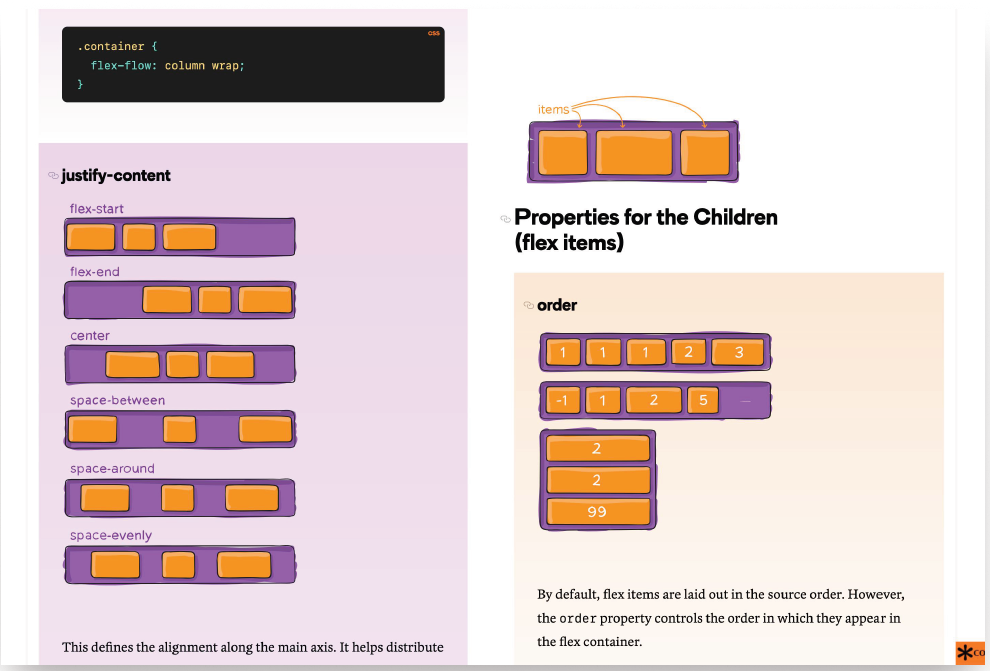 css
.container {
flex-flow: column wrap;
}
justify-content
flex-start
flex-end
center
space-between
space-around
space-evenly
This defines the alignment along the main axis. It helps distribute
items
Properties for the Children
(flex items)
order
1 1 1 2 3
-1 1 2 5
2
2
99
By default, flex items are laid out in the source order. However,
the order property controls the order in which they appear in
the flex container.
CO